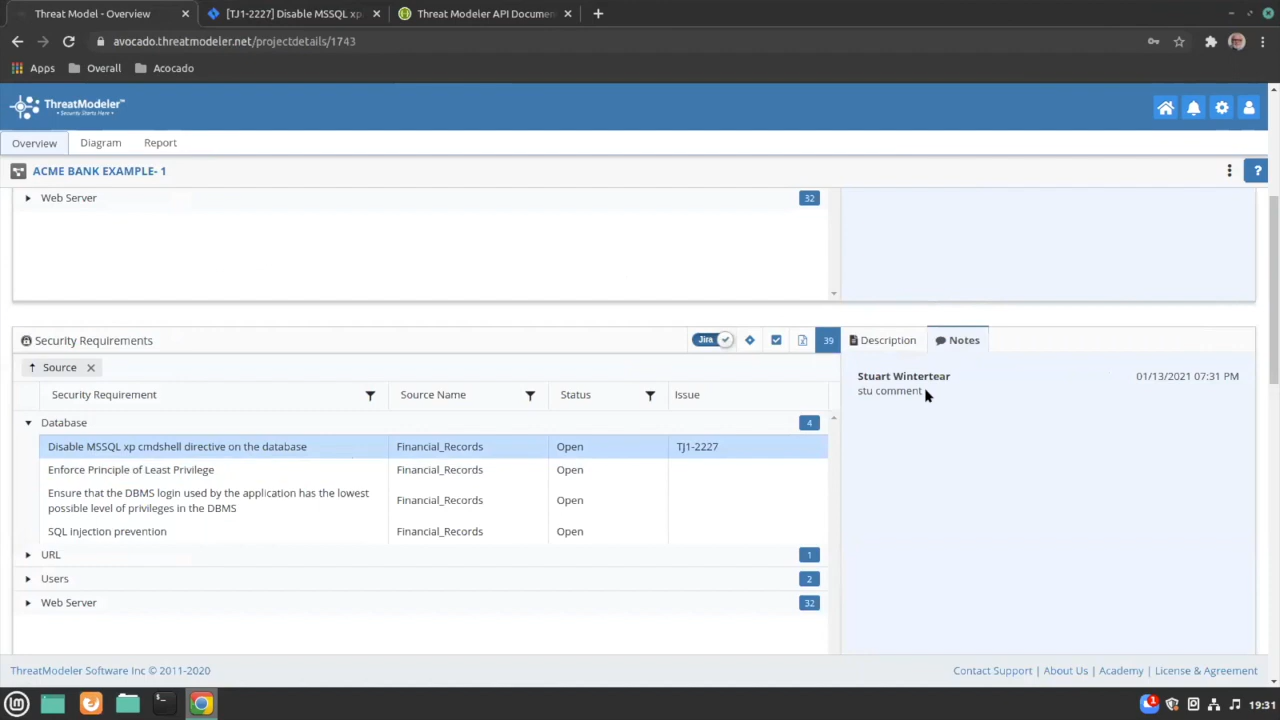 Threat Model - Overview
[TJ1-2227] Disable MSSQL xp
Threat Modeler API Documen
avocado.threatmodeler.net/projectdetails/1743
Apps
Overall
Acocado
ThreatModeler™
• Security Starts Here •
Overview
Diagram
Report
ACME BANK EXAMPLE- 1
?
Web Server
32
Security Requirements
Jira
39
Description
Notes
Source
Stuart Wintertear
01/13/2021 07:31 PM
stu comment
Security Requirement
Source Name
Status
Issue
Database
4
Disable MSSQL xp cmdshell directive on the database
Financial_Records
Open
TJ1-2227
Enforce Principle of Least Privilege
Financial_Records
Open
Ensure that the DBMS login used by the application has the lowest
possible level of privileges in the DBMS
Financial_Records
Open
SQL injection prevention
Financial_Records
Open
URL
1
Users
2
Web Server
32
ThreatModeler Software Inc © 2011-2020
Contact Support | About Us | Academy | License & Agreement
1
19:31